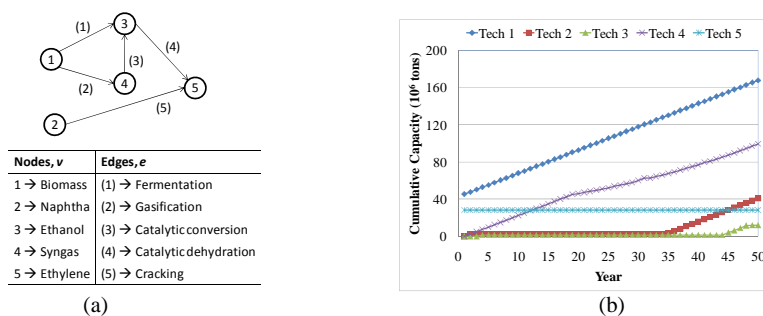 (1)
3
(4)
1
(3)
(2)
4
5
(5)
2
Nodes, v Edges, e
1 → Biomass (1) → Fermentation
2 → Naphtha (2) → Gasification
3 → Ethanol (3) → Catalytic conversion
4 → Syngas (4) → Catalytic dehydration
5 → Ethylene (5) → Cracking
(a)
Tech 1 Tech 2 Tech 3 Tech 4 Tech 5
Cumulative Capacity (10⁶ tons)
200
160
120
80
40
0
0 5 10 15 20 25 30 35 40 45 50
Year
(b)